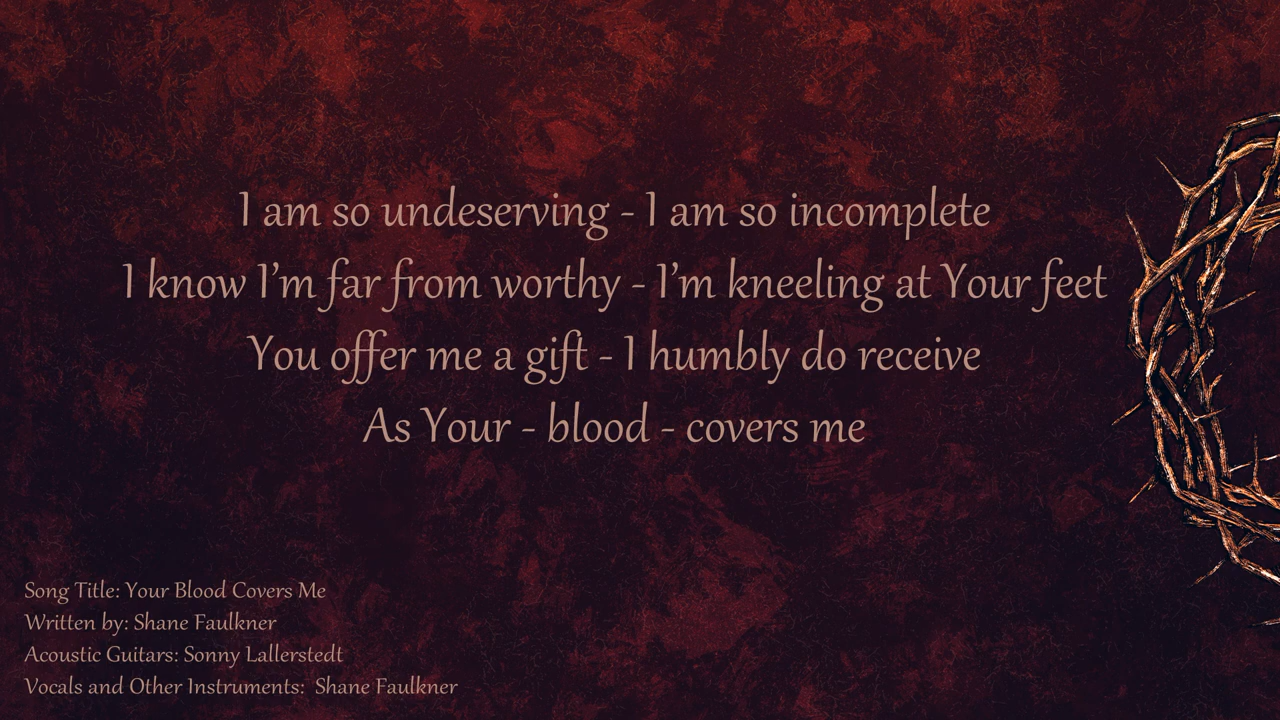 I am so undeserving - I am so incomplete
I know I’m far from worthy - I’m kneeling at Your feet
You offer me a gift - I humbly do receive
As Your - blood - covers me
Song Title: Your Blood Covers Me
Written by: Shane Faulkner
Acoustic Guitars: Sonny Lallerstedt
Vocals and Other Instruments:  Shane Faulkner